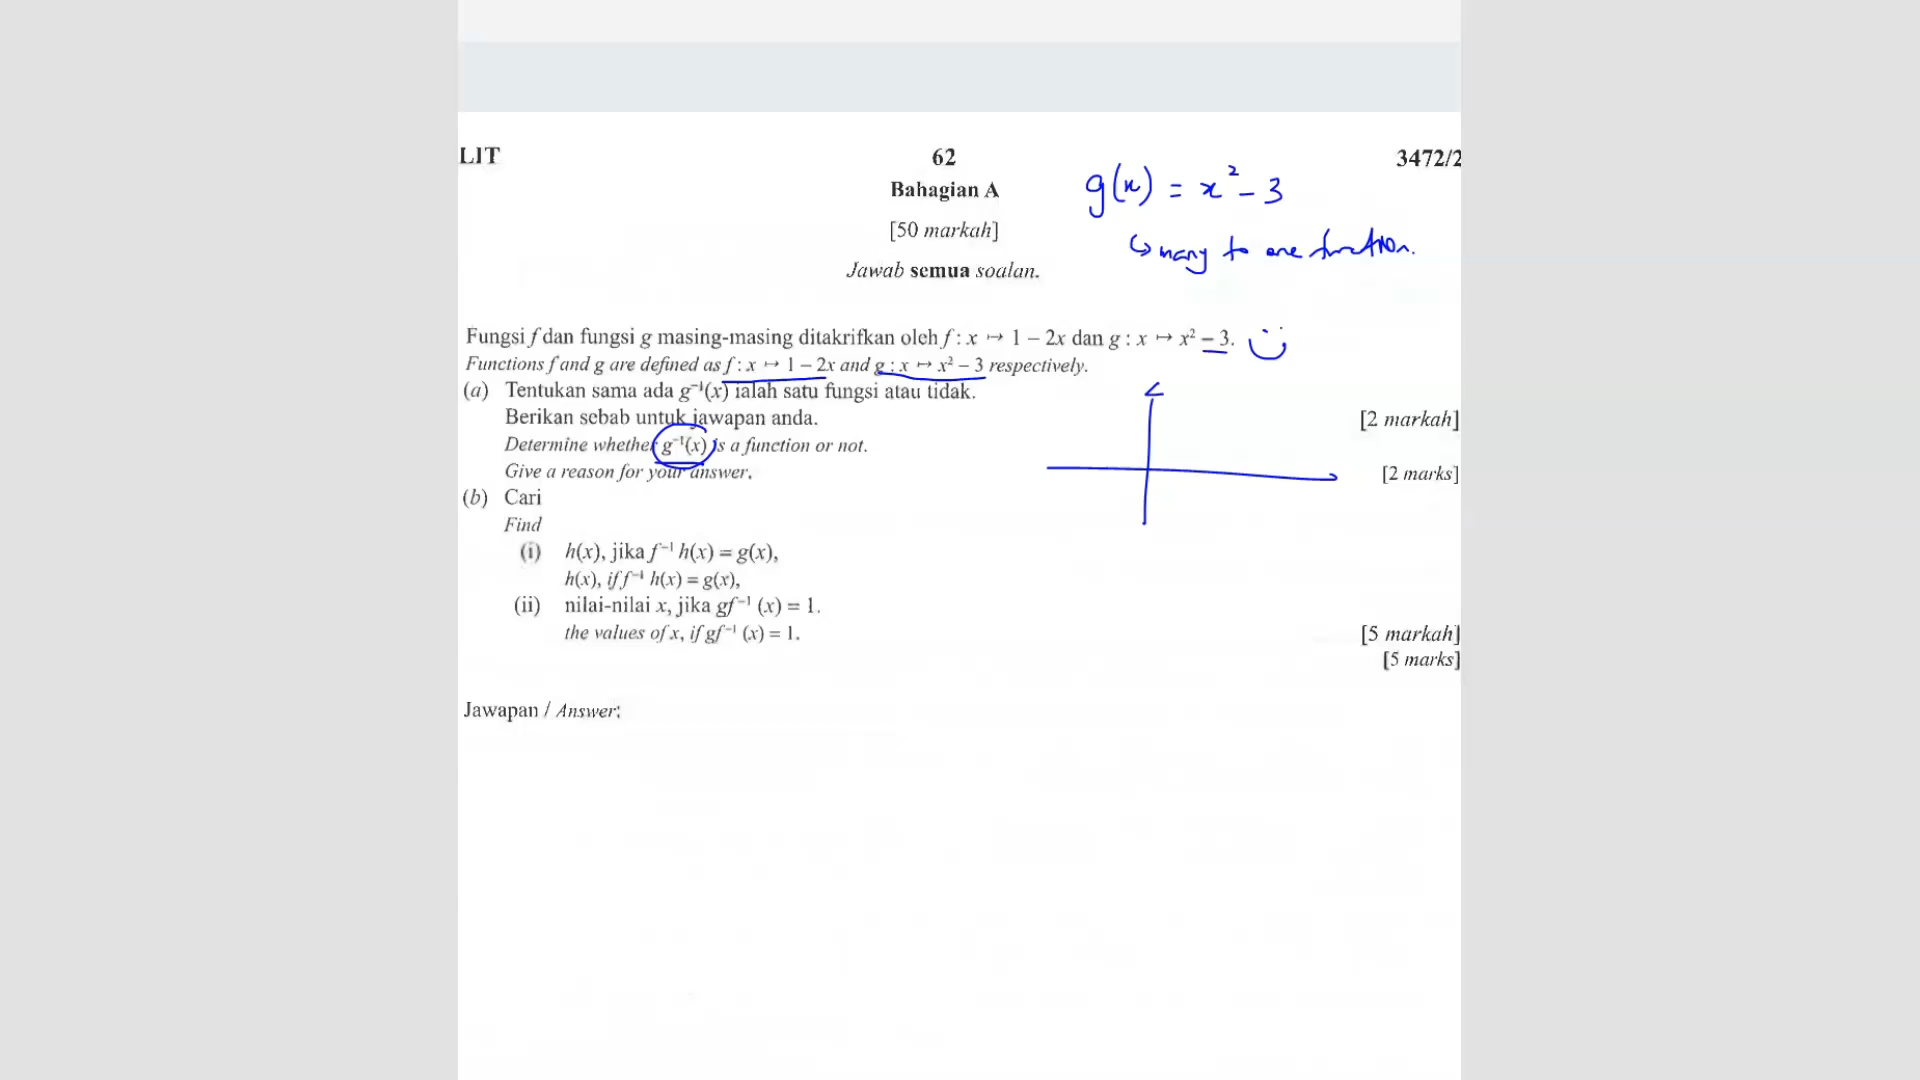 LIT 62 3472/2
Bahagian A
g(x) = x² - 3
[50 markah]
↪ many to one function.
Jawab semua soalan.
Fungsi f dan fungsi g masing-masing ditakrifkan oleh f : x ↦ 1 – 2x dan g : x ↦ x² – 3.
Functions f and g are defined as f : x ↦ 1 – 2x and g : x ↦ x² – 3 respectively.
(a) Tentukan sama ada g⁻¹(x) ialah satu fungsi atau tidak.
Berikan sebab untuk jawapan anda. [2 markah]
Determine whether g⁻¹(x) is a function or not.
Give a reason for your answer. [2 marks]
(b) Cari
Find
(i) h(x), jika f⁻¹ h(x) = g(x),
h(x), if f⁻¹ h(x) = g(x),
(ii) nilai-nilai x, jika gf⁻¹ (x) = 1.
the values of x, if gf⁻¹ (x) = 1. [5 markah]
[5 marks]
Jawapan / Answer: